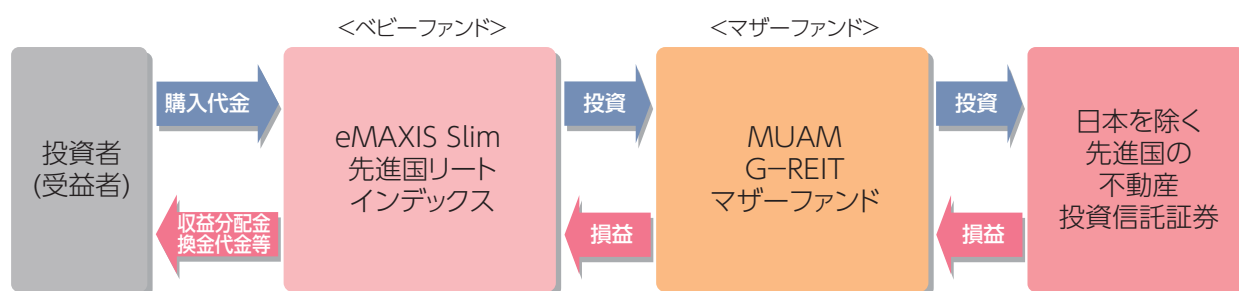 <ベビーファンド>
<マザーファンド>
投資者
(受益者)
購入代金
収益分配金
換金代金等
eMAXIS Slim
先進国リート
インデックス
投資
損益
MUAM
G−REIT
マザーファンド
投資
損益
日本を除く
先進国の
不動産
投資信託証券